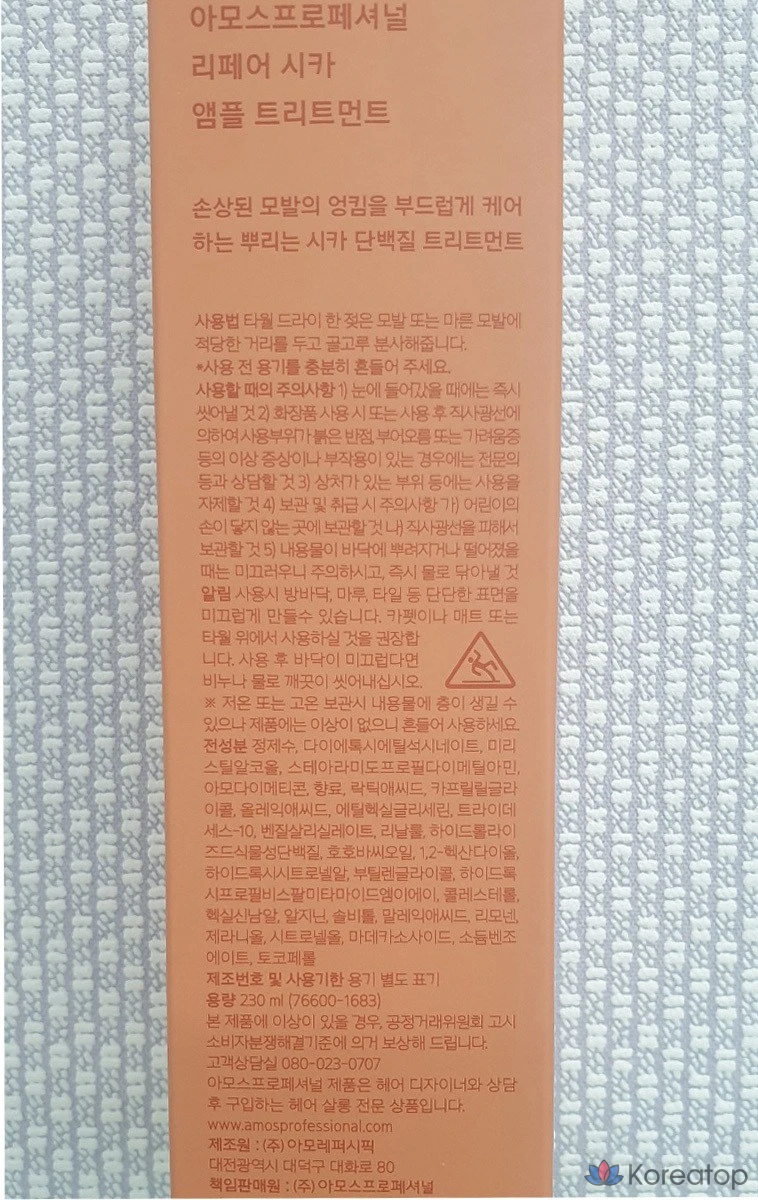 아모스프로페셔널
리페어 시카
앰플 트리트먼트
손상된 모발의 엉킴을 부드럽게 케어
하는 뿌리는 시카 단백질 트리트먼트
사용법 타월 드라이 한 젖은 모발 또는 마른 모발에
적당한 거리를 두고 골고루 분사해줍니다.
*사용 전 용기를 충분히 흔들어 주세요.
사용할 때의 주의사항 1) 눈에 들어갔을 때에는 즉시
씻어낼 것 2) 화장품 사용 시 또는 사용 후 직사광선에
의하여 사용부위가 붉은 반점, 부어오름 또는 가려움증
등의 이상 증상이나 부작용이 있는 경우에는 전문의
등과 상담할 것 3) 상처가 있는 부위 등에는 사용을
자제할 것 4) 보관 및 취급 시 주의사항 가) 어린이의
손이 닿지 않는 곳에 보관할 것 나) 직사광선을 피해서
보관할 것 5) 내용물이 바닥에 뿌려지거나 떨어졌을
때는 미끄러우니 주의하시고, 즉시 물로 닦아낼 것
알림 사용시 방바닥, 마루, 타일 등 단단한 표면을
미끄럽게 만들수 있습니다. 카펫이나 매트 또는
타월 위에서 사용하실 것을 권장합
니다. 사용 후 바닥이 미끄럽다면
비누나 물로 깨끗이 씻어내십시오.
※ 저온 또는 고온 보관시 내용물에 층이 생길 수
있으나 제품에는 이상이 없으니 흔들어 사용하세요.
전성분 정제수, 다이에톡시에틸석시네이트, 미리
스틸알코올, 스테아라미도프로필다이메틸아민,
아모다이메티콘, 향료, 락틱애씨드, 카프릴릴글라
이콜, 올레익애씨드, 에틸헥실글리세린, 트라이데
세스-10, 벤질살리실레이트, 리날룰, 하이드롤라이
즈드식물성단백질, 호호바씨오일, 1,2-헥산다이올,
하이드록시시트로넬알, 부틸렌글라이콜, 하이드록
시프로필비스팔미타마이드엠이에이, 콜레스테롤,
헥실신남알, 알지닌, 솔비톨, 말레익애씨드, 리모넨,
제라니올, 시트로넬올, 마데카소사이드, 소듐벤조
에이트, 토코페롤
제조번호 및 사용기한 용기 별도 표기
용량 230 ml (76600-1683)
본 제품에 이상이 있을 경우, 공정거래위원회 고시
소비자분쟁해결기준에 의거 보상해 드립니다.
고객상담실 080-023-0707
아모스프로페셔널 제품은 헤어 디자이너와 상담
후 구입하는 헤어 살롱 전문 상품입니다.
www.amosprofessional.com
제조원 : (주) 아모레퍼시픽
대전광역시 대덕구 대화로 80
책임판매원 : (주) 아모스프로페셔널
Koreatop